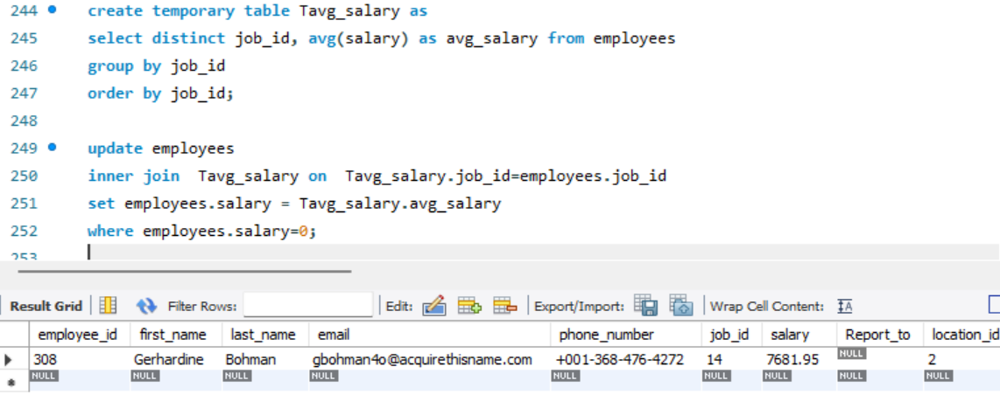 244 create temporary table Tavg_salary as
245 select distinct job_id, avg(salary) as avg_salary from employees
246 group by job_id
247 order by job_id;
248
249 update employees
250 inner join  Tavg_salary on  Tavg_salary.job_id=employees.job_id
251 set employees.salary = Tavg_salary.avg_salary
252 where employees.salary=0;
253
Result Grid Filter Rows: Edit: Export/Import: Wrap Cell Content: IA
employee_id first_name last_name email phone_number job_id salary Report_to location_id
308 Gerhardine Bohman gbohman4o@acquirethisname.com +001-368-476-4272 14 7681.95 NULL 2
NULL NULL NULL NULL NULL NULL NULL NULL NULL